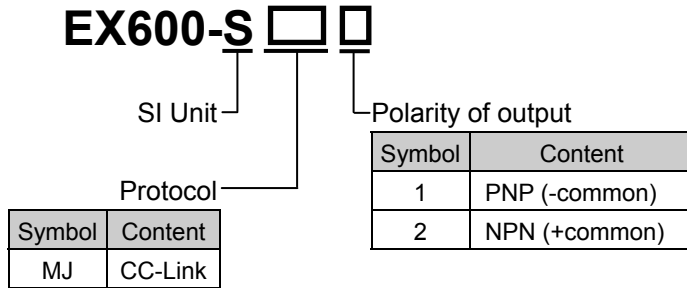 EX600-S □ □
SI Unit
Polarity of output
Symbol Content
1 PNP (-common)
2 NPN (+common)
Protocol
Symbol Content
MJ CC-Link